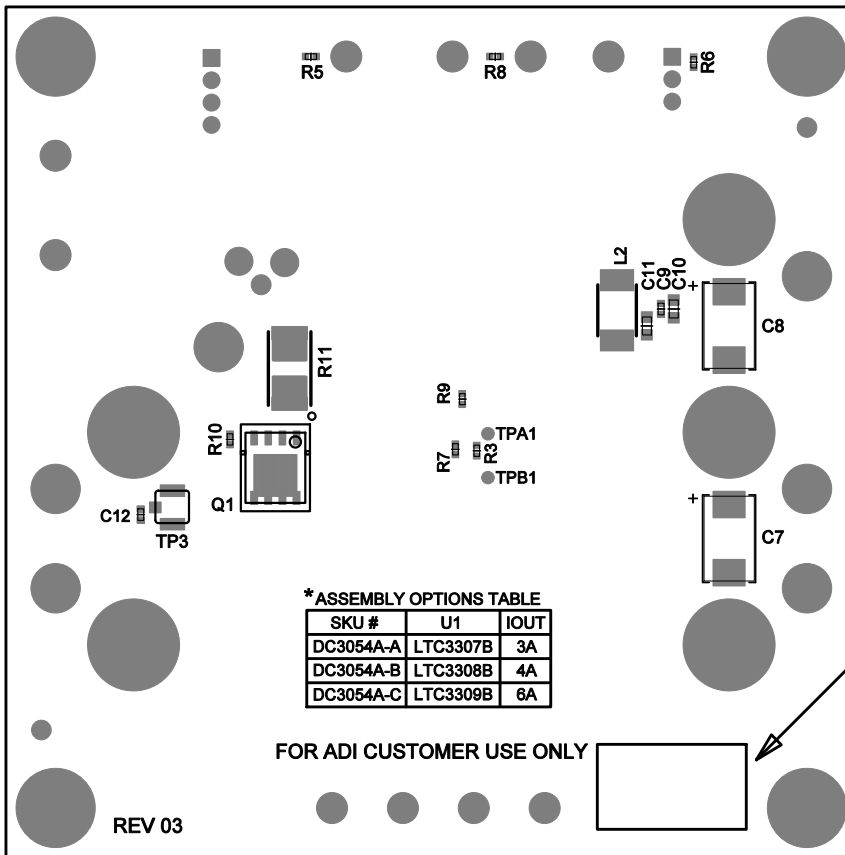 R5
R8
R6
L2
C11
C9
C10
+
C8
R11
R9
R10
TPA1
R7
R3
TPB1
Q1
+
C7
C12
TP3
*ASSEMBLY OPTIONS TABLE
SKU # U1 IOUT
DC3054A-A LTC3307B 3A
DC3054A-B LTC3308B 4A
DC3054A-C LTC3309B 6A
FOR ADI CUSTOMER USE ONLY
REV 03